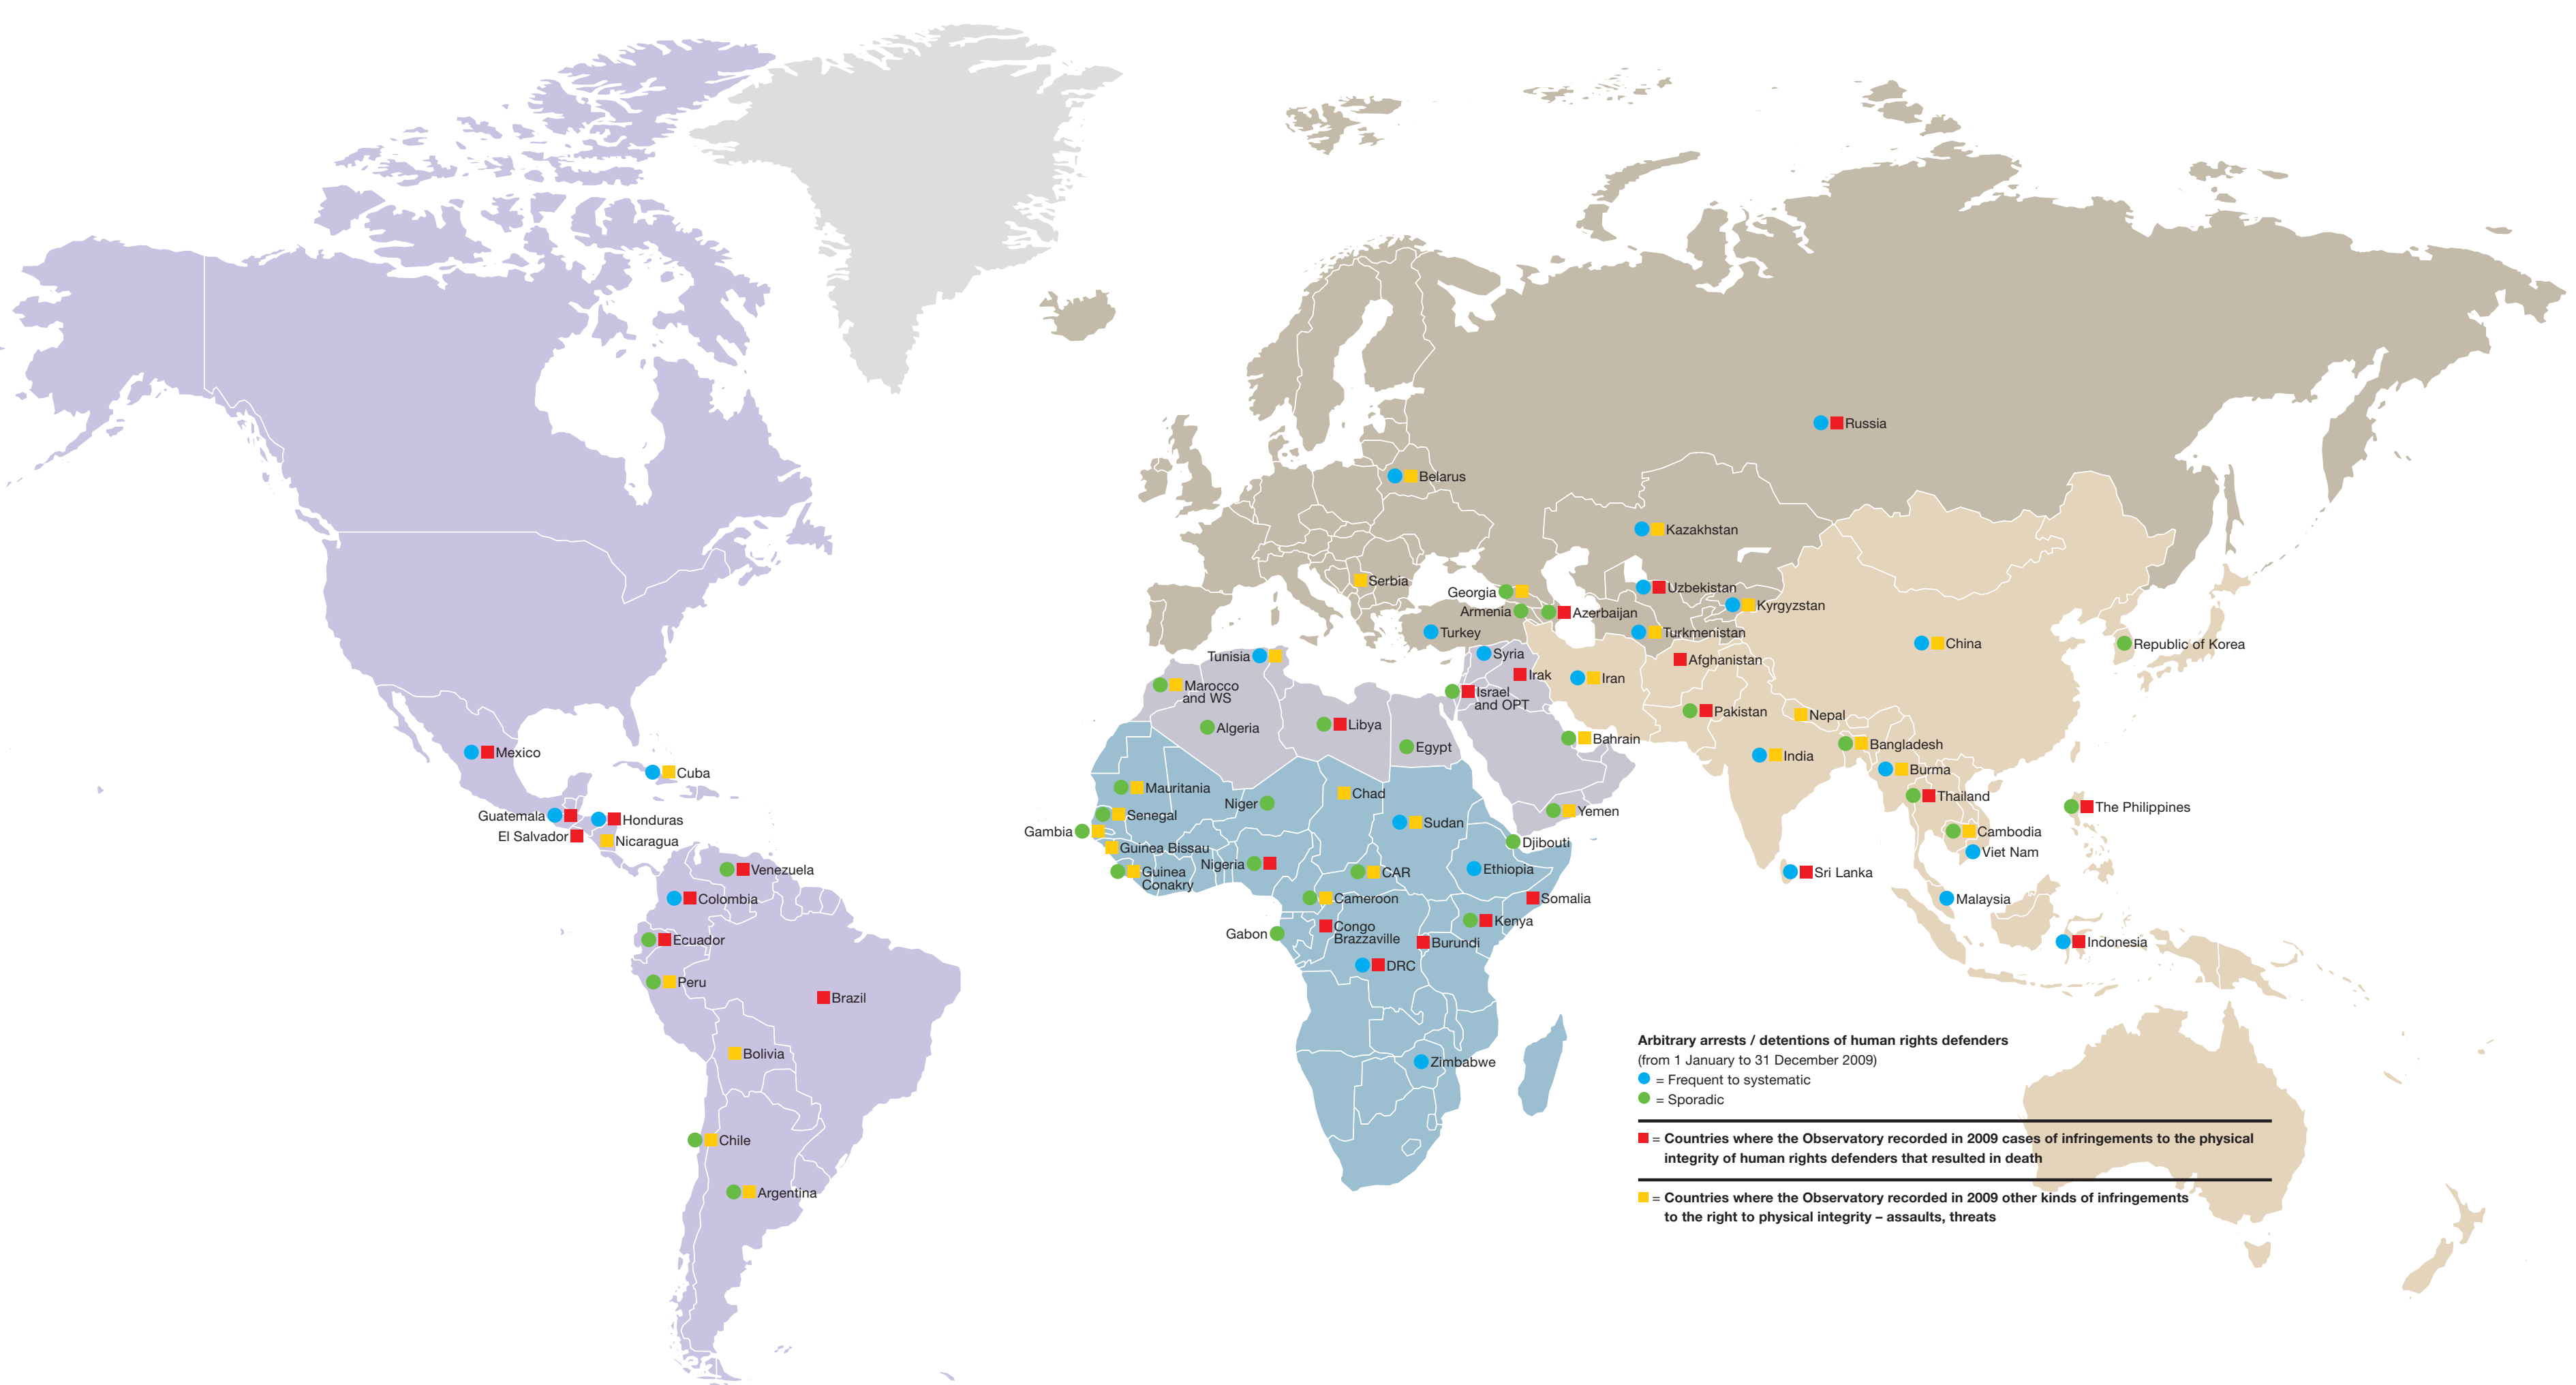 Russia
Belarus
Kazakhstan
Serbia
Georgia
Uzbekistan
Armenia
Azerbaijan
Kyrgyzstan
Turkey
Turkmenistan
China
Republic of Korea
Tunisia
Syria
Afghanistan
Irak
Iran
Marocco
and WS
Israel
and OPT
Pakistan
Nepal
Algeria
Libya
Egypt
Bahrain
Bangladesh
Mexico
India
Cuba
Burma
Mauritania
Chad
Niger
Thailand
The Philippines
Guatemala
Honduras
Senegal
Sudan
Yemen
Gambia
El Salvador
Nicaragua
Cambodia
Djibouti
Guinea Bissau
Viet Nam
Nigeria
Venezuela
Guinea
Conakry
CAR
Ethiopia
Sri Lanka
Colombia
Cameroon
Somalia
Malaysia
Kenya
Congo
Brazzaville
Gabon
Ecuador
Burundi
Indonesia
DRC
Peru
Brazil
Bolivia
Zimbabwe
Chile
Argentina
Arbitrary arrests / detentions of human rights defenders
(from 1 January to 31 December 2009)
= Frequent to systematic
= Sporadic
= Countries where the Observatory recorded in 2009 cases of infringements to the physical
integrity of human rights defenders that resulted in death
= Countries where the Observatory recorded in 2009 other kinds of infringements
to the right to physical integrity – assaults, threats